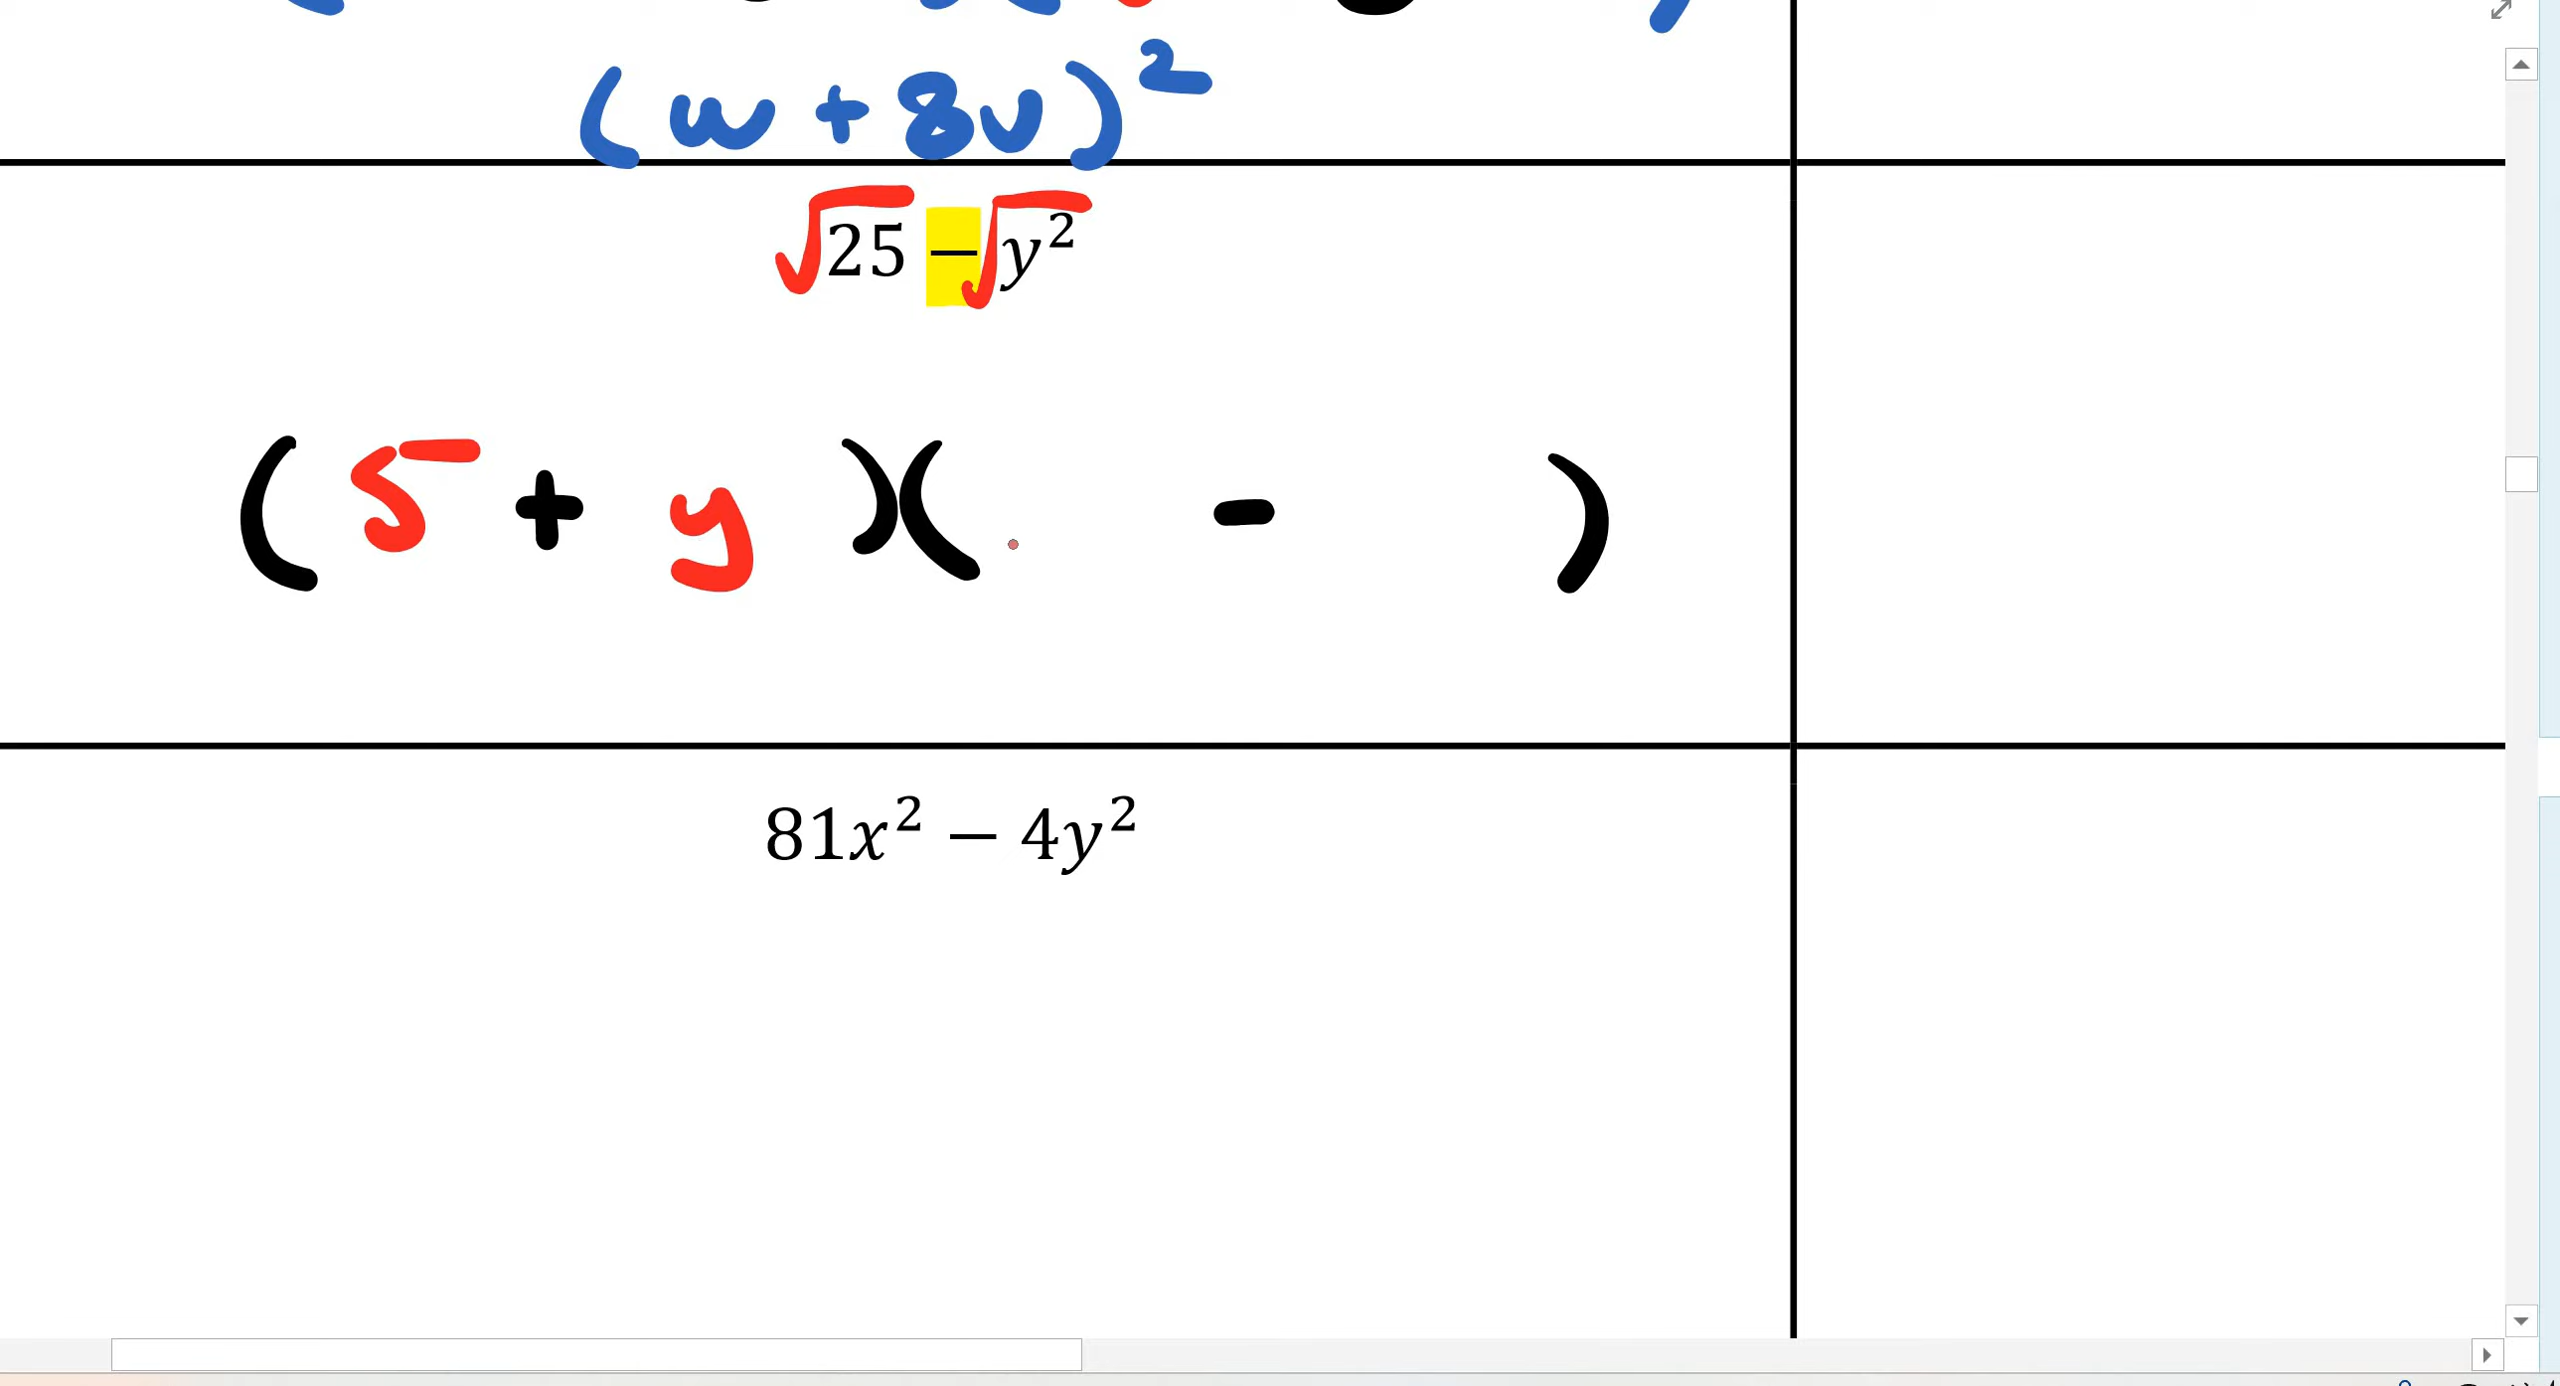 (w + 8v)²
√25 − √y²
(5 + y)( - )
81x² − 4y²